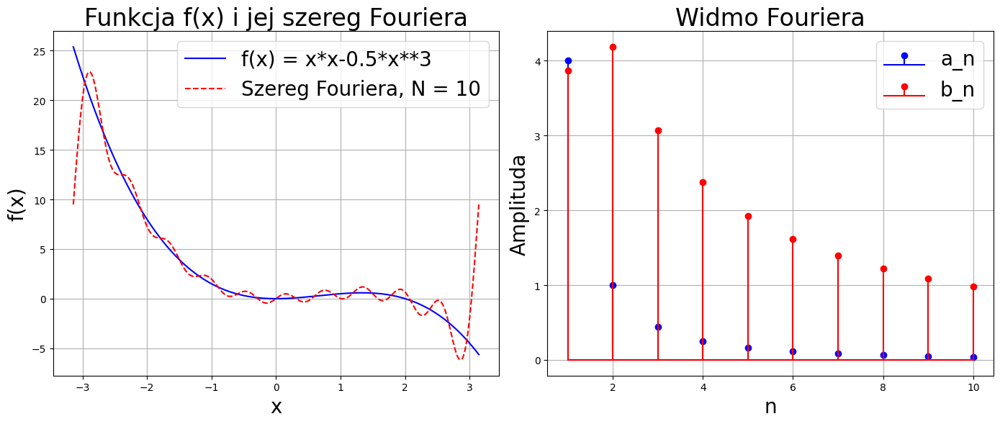 Funkcja f(x) i jej szereg Fouriera
f(x) = x*x-0.5*x**3
Szereg Fouriera, N = 10
25
20
15
10
5
0
−5
f(x)
−3
−2
−1
0
1
2
3
x
Widmo Fouriera
a_n
b_n
4
3
2
1
0
Amplituda
2
4
6
8
10
n